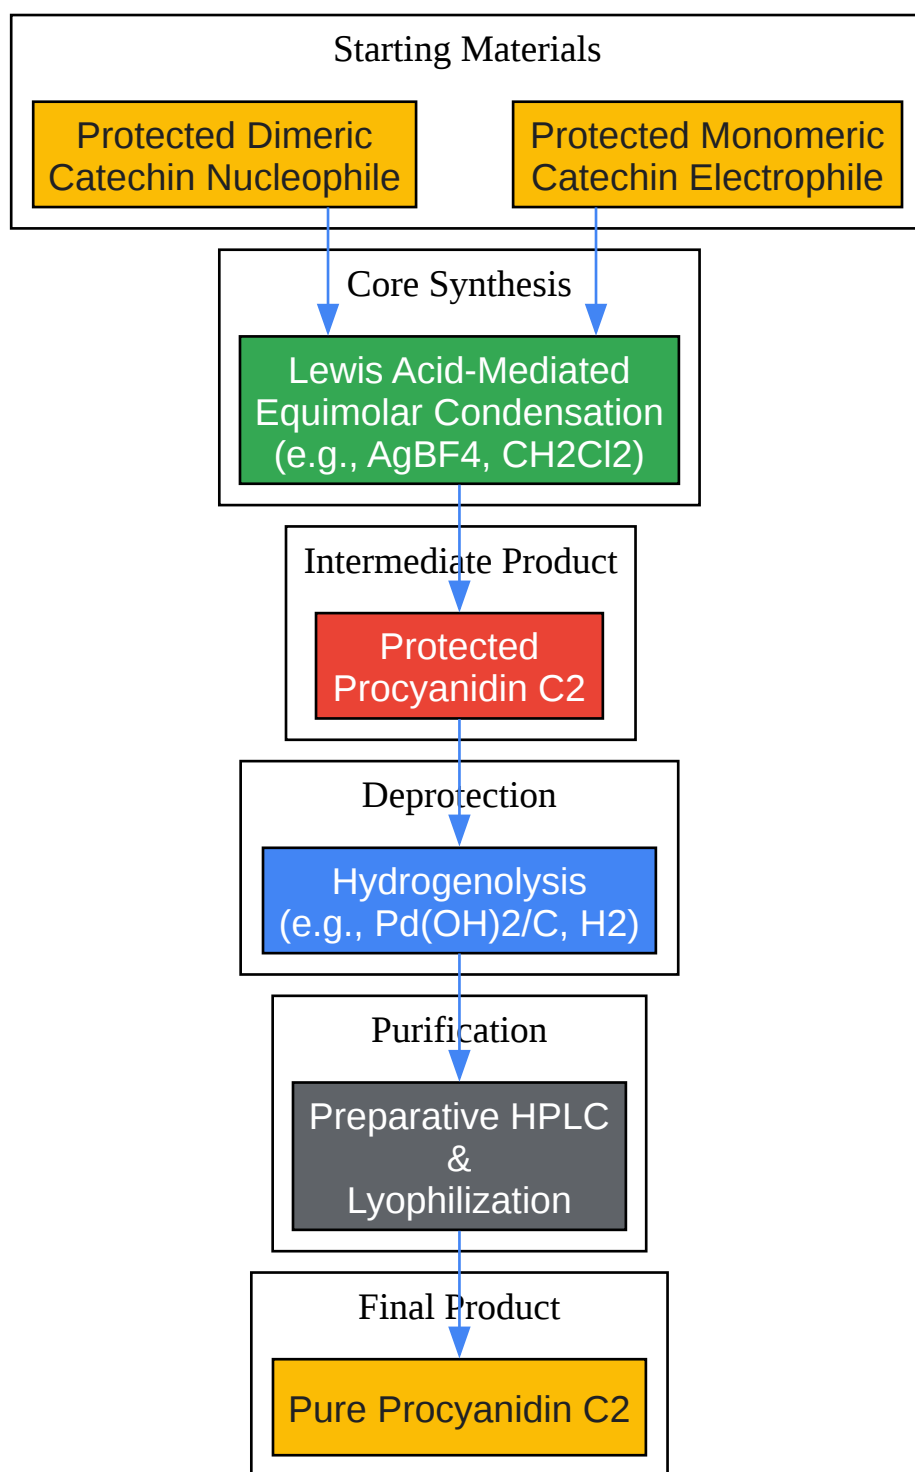 Starting Materials
Protected Dimeric
Catechin Nucleophile
Protected Monomeric
Catechin Electrophile
Core Synthesis
Lewis Acid-Mediated
Equimolar Condensation
(e.g., AgBF4, CH2Cl2)
Intermediate Product
Protected
Procyanidin C2
Deprotection
Hydrogenolysis
(e.g., Pd(OH)2/C, H2)
Purification
Preparative HPLC
&
Lyophilization
Final Product
Pure Procyanidin C2